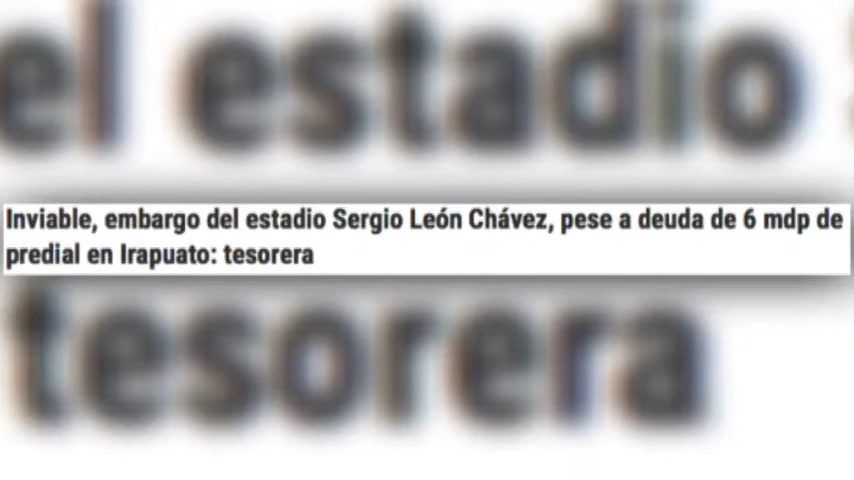 el estadio
Inviable, embargo del estadio Sergio León Chávez, pese a deuda de 6 mdp de
predial en Irapuato: tesorera
tesorera